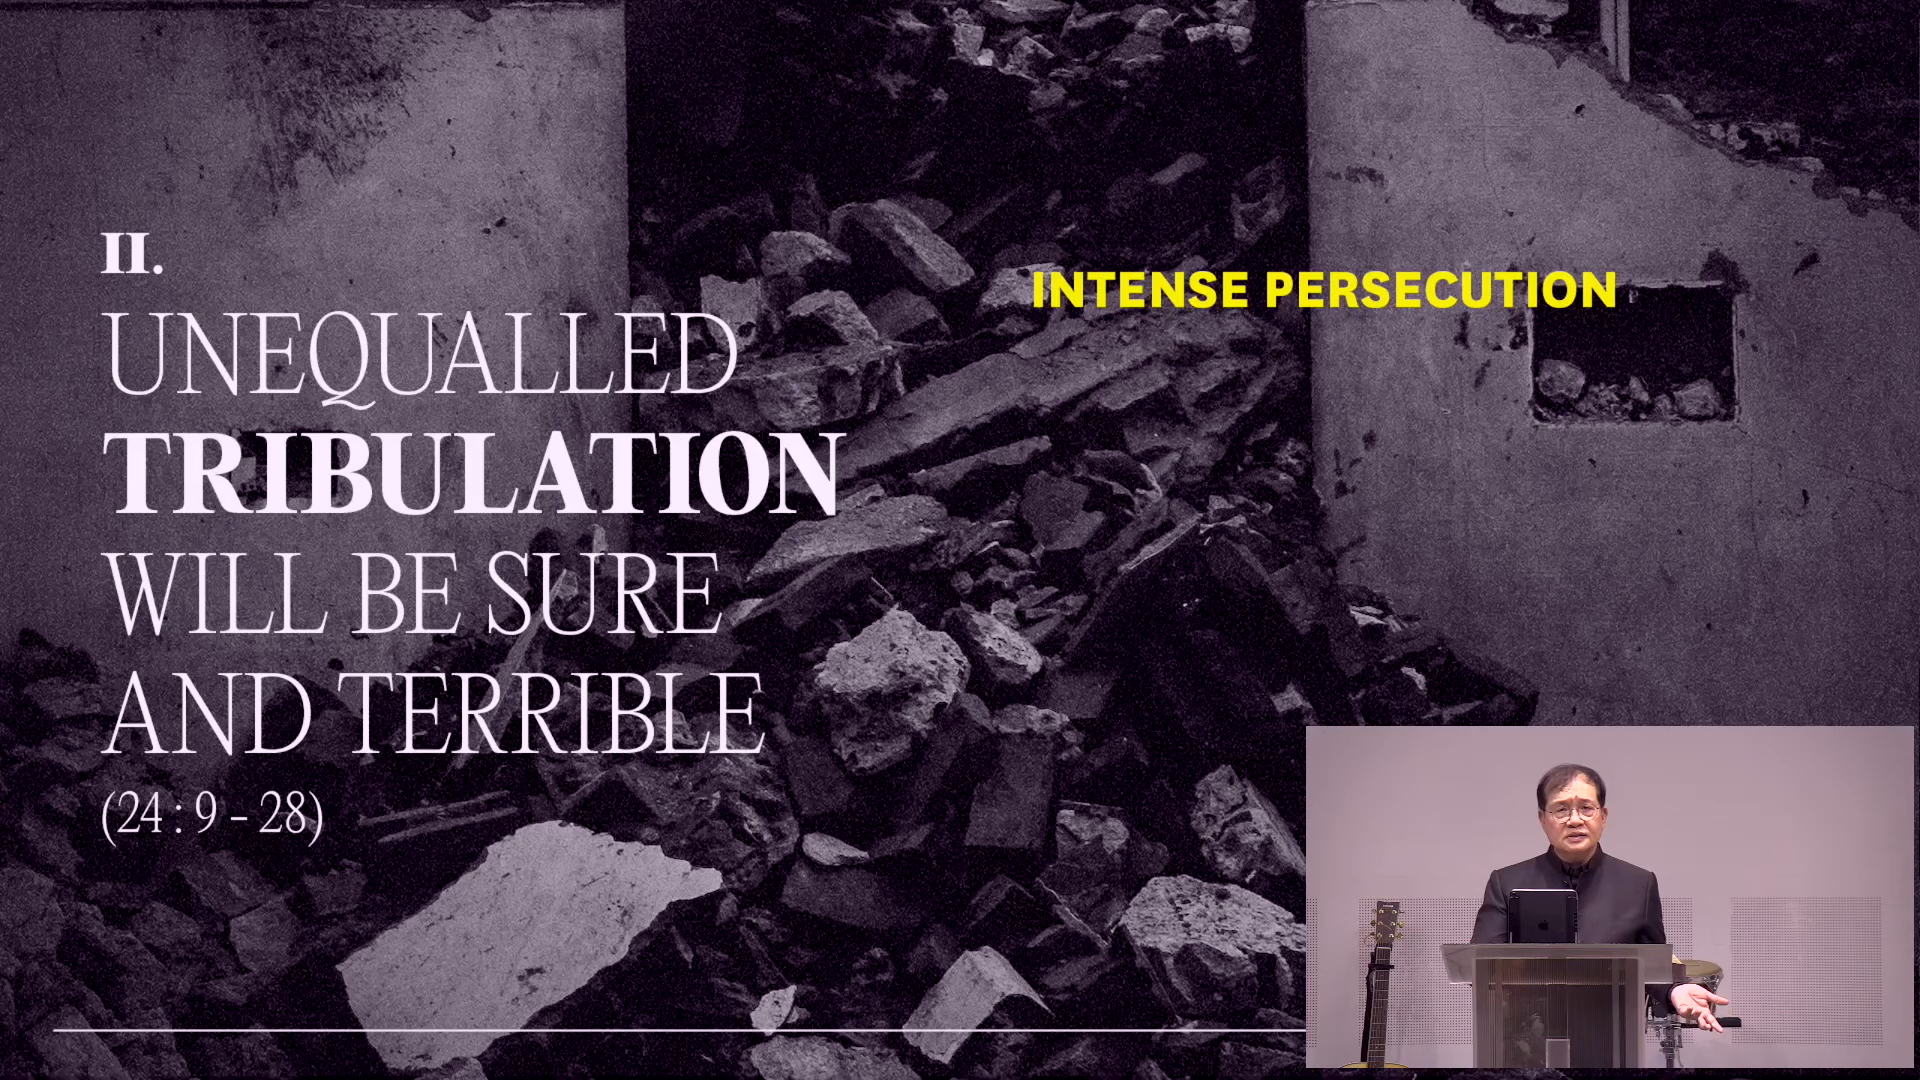 II.
UNEQUALLED
TRIBULATION
WILL BE SURE
AND TERRIBLE
(24 : 9 - 28)
INTENSE PERSECUTION